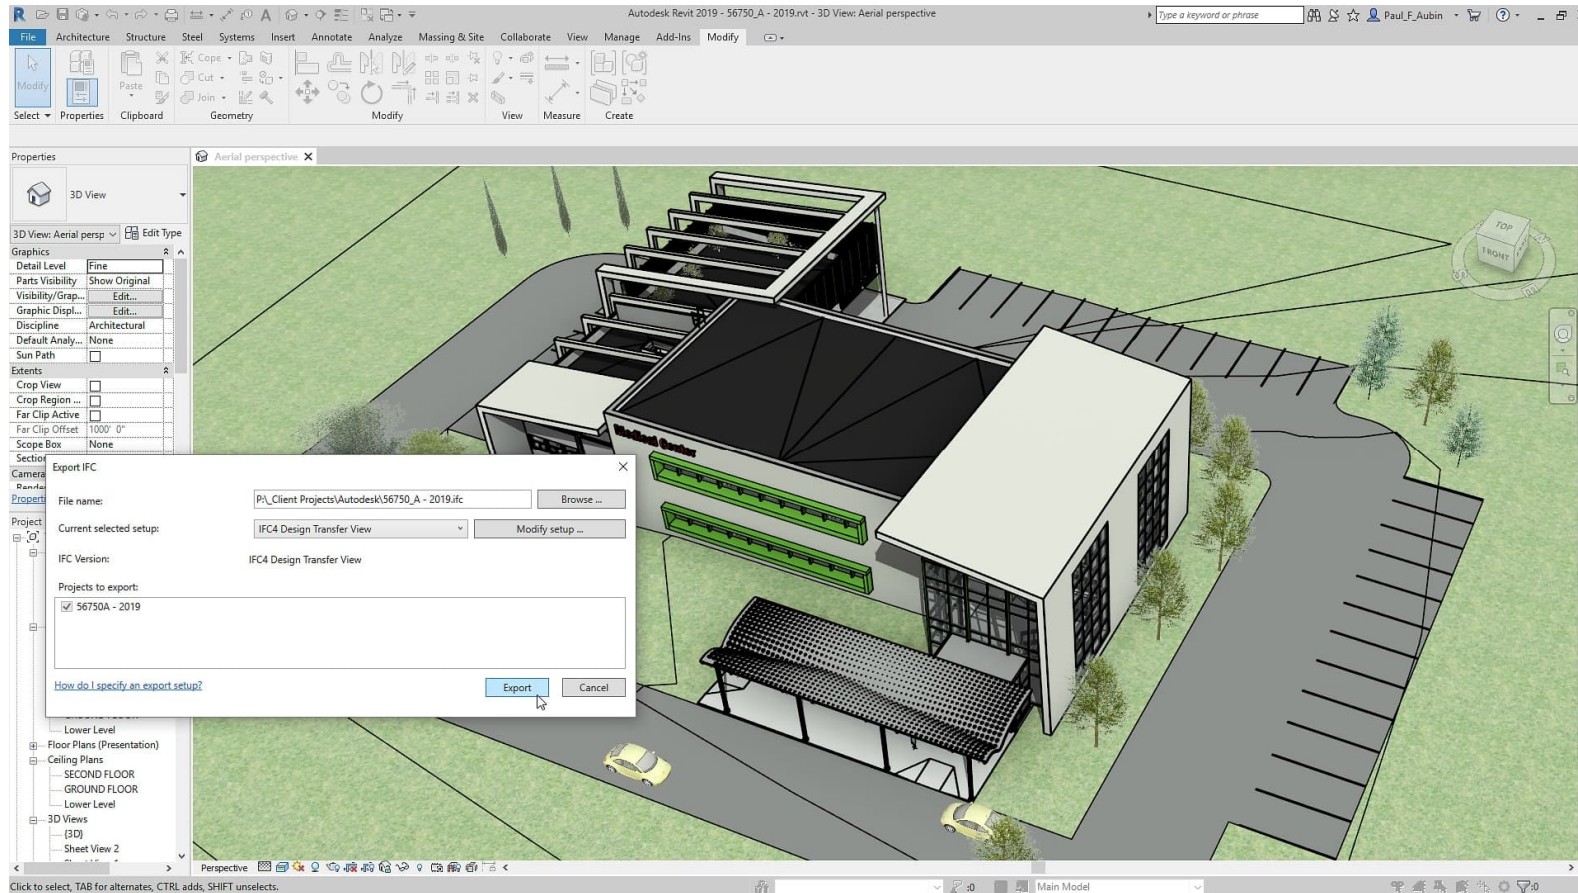 Autodesk Revit 2019 - 56750_A - 2019.rvt - 3D View: Aerial perspective
Type a keyword or phrase
Paul_F_Aubin
File Architecture Structure Steel Systems Insert Annotate Analyze Massing & Site Collaborate View Manage Add-Ins Modify
Modify
Paste
Cope
Cut
Join
Select Properties Clipboard Geometry Modify View Measure Create
Properties
Aerial perspective
3D View
3D View: Aerial persp
Edit Type
Graphics
Detail Level Fine
Parts Visibility Show Original
Visibility/Grap... Edit...
Graphic Displ... Edit...
Discipline Architectural
Default Analy... None
Sun Path
Extents
Crop View
Crop Region ...
Far Clip Active
Far Clip Offset 1000' 0"
Scope Box None
Section
Camera
Properti
Project
Export IFC
File name: P:\_Client Projects\Autodesk\56750_A - 2019.ifc Browse ...
Current selected setup: IFC4 Design Transfer View Modify setup ...
IFC Version: IFC4 Design Transfer View
Projects to export:
56750A - 2019
How do I specify an export setup?
Export Cancel
Lower Level
Floor Plans (Presentation)
Ceiling Plans
SECOND FLOOR
GROUND FLOOR
Lower Level
3D Views
{3D}
Sheet View 2
Medical Center
TOP
FRONT
Perspective
Click to select, TAB for alternates, CTRL adds, SHIFT unselects.
:0
Main Model
:0